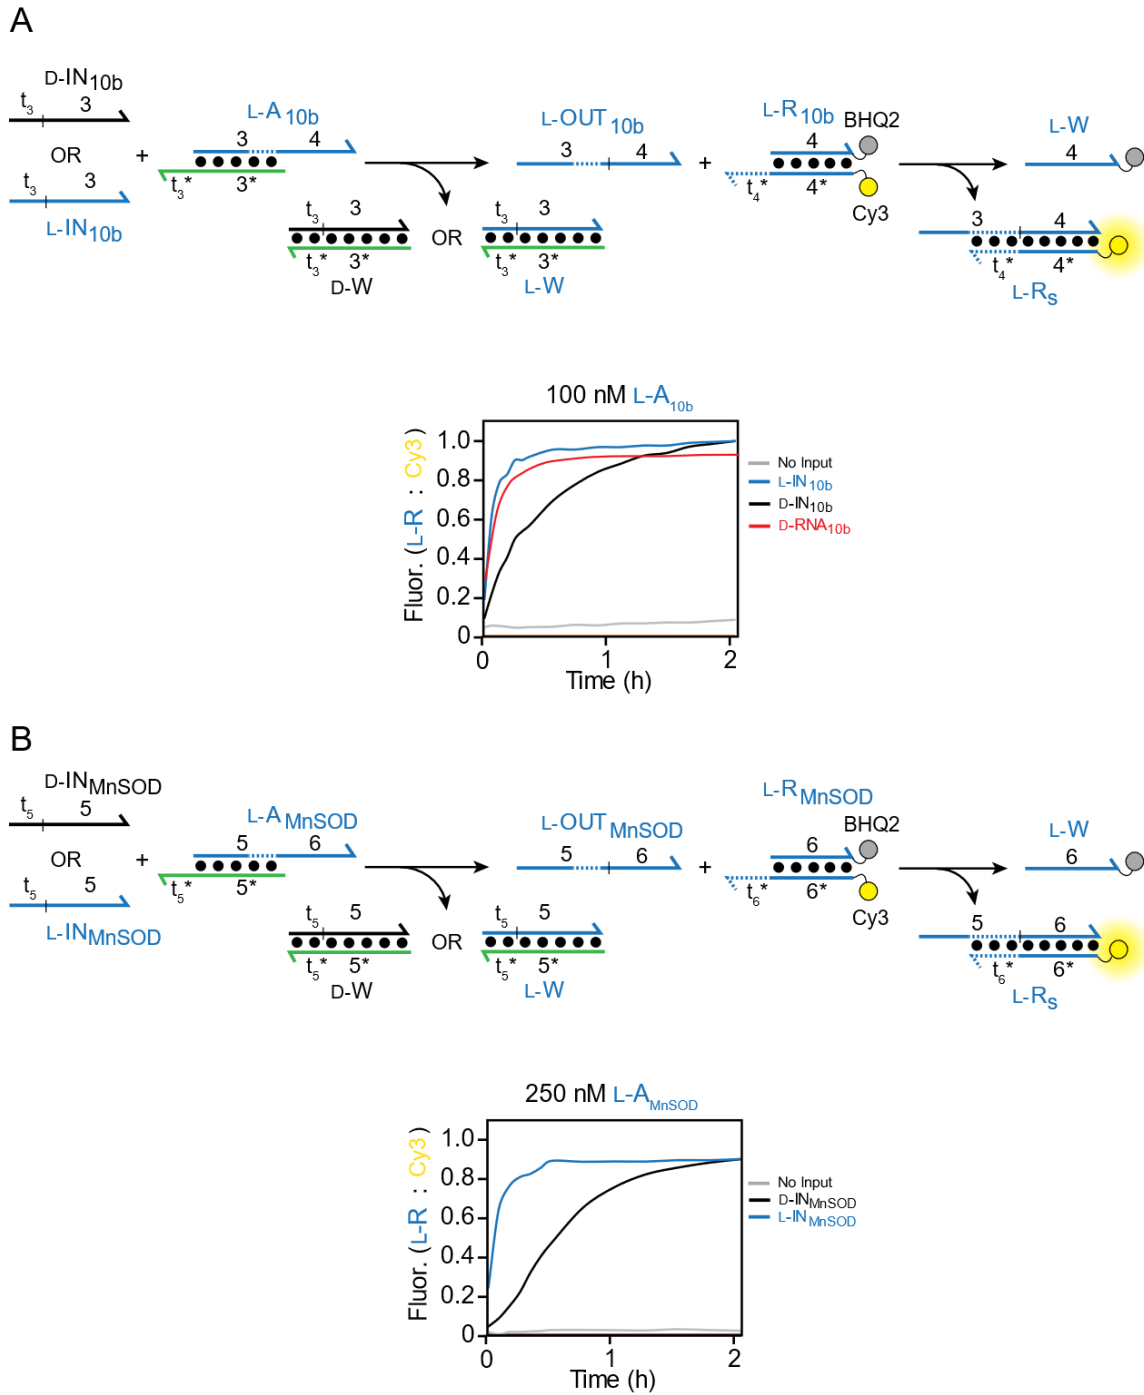 A
D-IN10b
t3 3
OR
t3 3
L-IN10b
+
L-A10b
3 4
t3* 3*
t3 3
t3* 3*
D-W
OR
t3 3
t3* 3*
L-W
L-OUT10b
3 4
+
L-R10b
BHQ2
4
t4* 4*
Cy3
L-W
4
3 4
t4* 4*
L-Rs
100 nM L-A10b
Fluor. (L-R : Cy3)
1.0
0.8
0.6
0.4
0.2
0
0 1 2
Time (h)
No Input
L-IN10b
D-IN10b
D-RNA10b
B
D-INMnSOD
t5 5
OR
t5 5
L-INMnSOD
+
L-AMnSOD
5 6
t5* 5*
t5 5
t5* 5*
D-W
OR
t5 5
t5* 5*
L-W
L-OUTMnSOD
5 6
+
L-RMnSOD
BHQ2
6
t6* 6*
Cy3
L-W
6
5 6
t6* 6*
L-Rs
250 nM L-AMnSOD
Fluor. (L-R : Cy3)
1.0
0.8
0.6
0.4
0.2
0
0 1 2
Time (h)
No Input
D-INMnSOD
L-INMnSOD